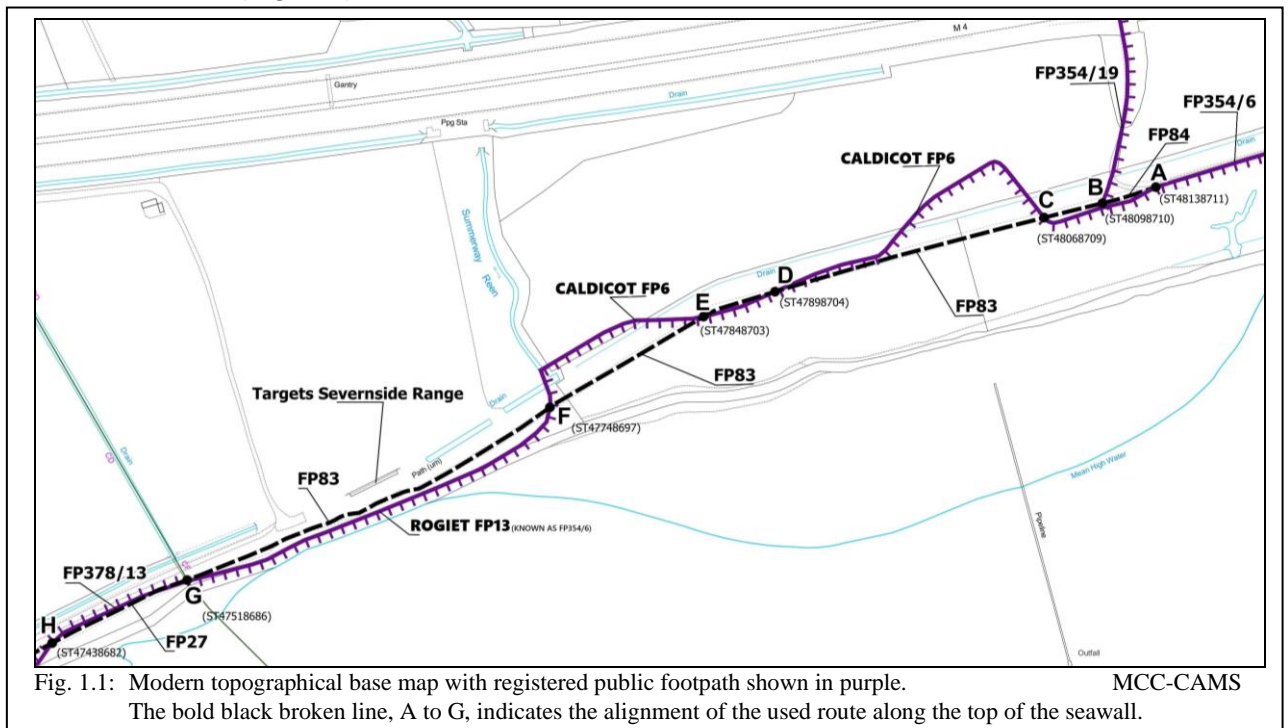 M 4
FP354/19
FP354/6
Gantry
Drain
Ppg Sta
FP84
Drain
CALDICOT FP6
A
B
(ST48138711)
C
(ST48098710)
(ST48068709)
Summerway Reen
CALDICOT FP6
Drain
D
E
(ST47898704)
FP83
(ST47848703)
FP83
Targets Severnside Range
Drain
F
(ST47748697)
Drain
CD
Path (um)
FP83
Mean High Water
Pipeline
ROGIET FP13 (KNOWN AS FP354/6)
FP378/13
G
(ST47518686)
H
FP27
(ST47438682)
Outfall
Fig. 1.1: Modern topographical base map with registered public footpath shown in purple. MCC-CAMS
The bold black broken line, A to G, indicates the alignment of the used route along the top of the seawall.